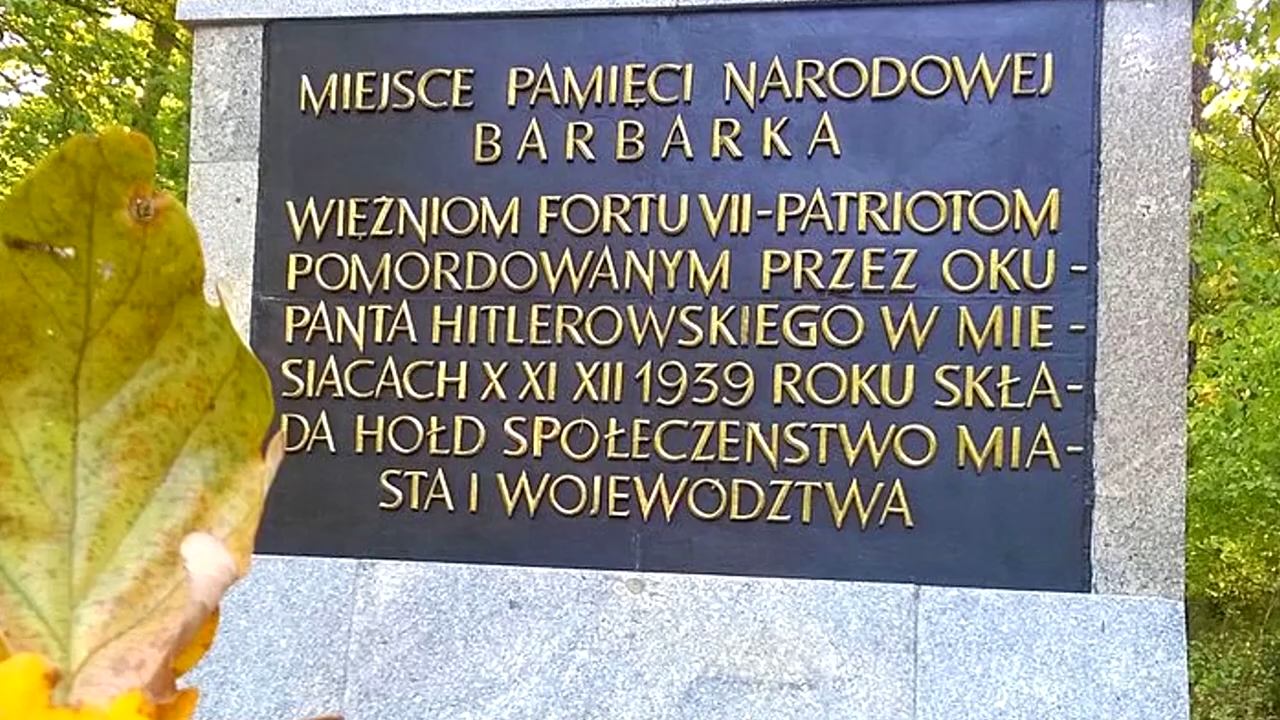 MIEJSCE PAMIĘCI NARODOWEJ
BARBARKA
WIĘŹNIOM FORTU VII-PATRIOTOM
POMORDOWANYM PRZEZ OKU-
PANTA HITLEROWSKIEGO W MIE-
SIĄCACH X XI XII 1939 ROKU SKŁA-
DA HOŁD SPOŁECZEŃSTWO MIA-
STA I WOJEWÓDZTWA